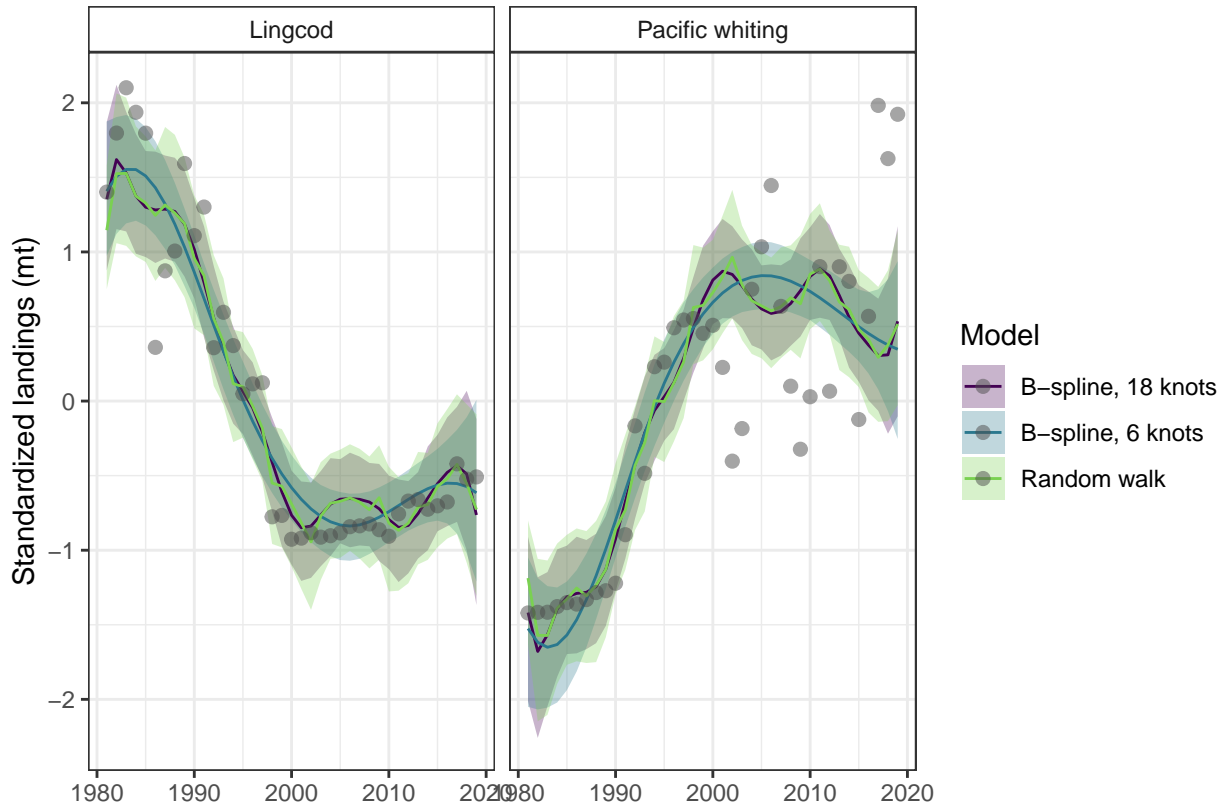 Lingcod
Pacific whiting
Standardized landings (mt)
2
1
0
−1
−2
1980 1990 2000 2010 2020
1980 1990 2000 2010 2020
Model
B−spline, 18 knots
B−spline, 6 knots
Random walk